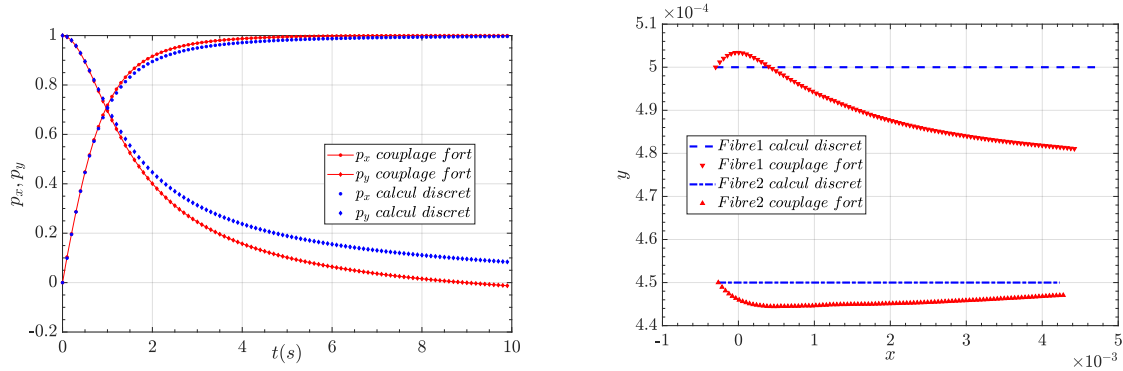 1
0.8
0.6
0.4
0.2
0
-0.2
p_x, p_y
0 2 4 6 8 10
t(s)
p_x couplage fort
p_y couplage fort
p_x calcul discret
p_y calcul discret
5.1 ×10⁻⁴
5
4.9
4.8
4.7
4.6
4.5
4.4
y
-1 0 1 2 3 4 5
x
×10⁻³
Fibre1 calcul discret
Fibre1 couplage fort
Fibre2 calcul discret
Fibre2 couplage fort